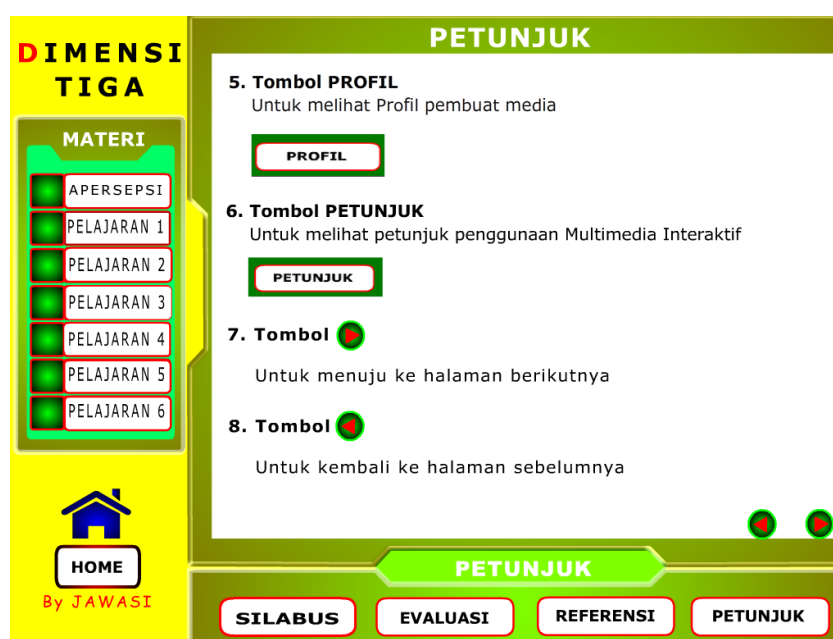 DIMENSI
TIGA
MATERI
APERSEPSI
PELAJARAN 1
PELAJARAN 2
PELAJARAN 3
PELAJARAN 4
PELAJARAN 5
PELAJARAN 6
HOME
By JAWASI
PETUNJUK
5. Tombol PROFIL
Untuk melihat Profil pembuat media
PROFIL
6. Tombol PETUNJUK
Untuk melihat petunjuk penggunaan Multimedia Interaktif
PETUNJUK
7. Tombol
Untuk menuju ke halaman berikutnya
8. Tombol
Untuk kembali ke halaman sebelumnya
PETUNJUK
SILABUS
EVALUASI
REFERENSI
PETUNJUK